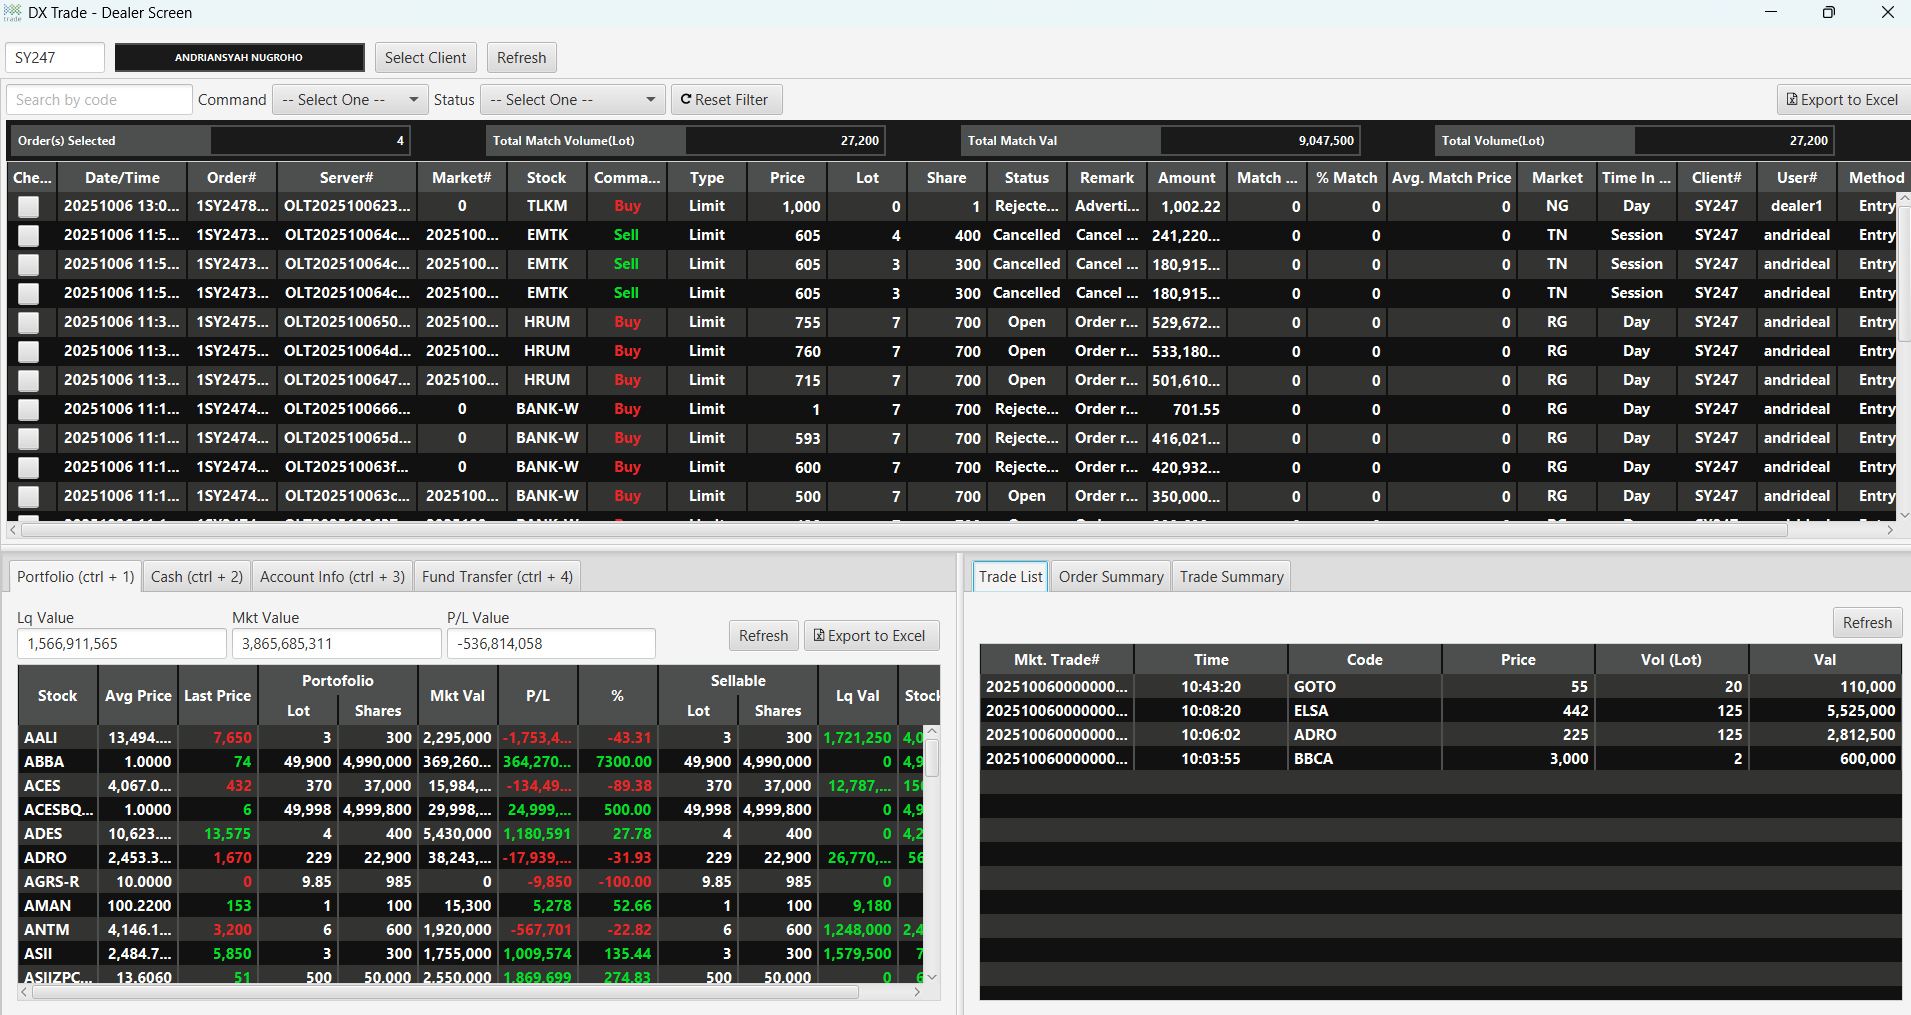 DX Trade - Dealer Screen
SY247 ANDRIANSYAH NUGROHO Select Client Refresh
Search by code Command -- Select One -- Status -- Select One -- Reset Filter Export to Excel
Order(s) Selected 4 Total Match Volume(Lot) 27,200 Total Match Val 9,047,500 Total Volume(Lot) 27,200
Che... Date/Time Order# Server# Market# Stock Comma... Type Price Lot Share Status Remark Amount Match ... % Match Avg. Match Price Market Time In ... Client# User# Method
20251006 13:0... 1SY2478... OLT2025100623... 0 TLKM Buy Limit 1,000 0 1 Rejecte... Adverti... 1,002.22 0 0 0 NG Day SY247 dealer1 Entry
20251006 11:5... 1SY2473... OLT202510064c... 2025100... EMTK Sell Limit 605 4 400 Cancelled Cancel ... 241,220... 0 0 0 TN Session SY247 andrideal Entry
20251006 11:5... 1SY2473... OLT202510064c... 2025100... EMTK Sell Limit 605 3 300 Cancelled Cancel ... 180,915... 0 0 0 TN Session SY247 andrideal Entry
20251006 11:5... 1SY2473... OLT202510064c... 2025100... EMTK Sell Limit 605 3 300 Cancelled Cancel ... 180,915... 0 0 0 TN Session SY247 andrideal Entry
20251006 11:3... 1SY2475... OLT2025100650... 2025100... HRUM Buy Limit 755 7 700 Open Order r... 529,672... 0 0 0 RG Day SY247 andrideal Entry
20251006 11:3... 1SY2475... OLT202510064d... 2025100... HRUM Buy Limit 760 7 700 Open Order r... 533,180... 0 0 0 RG Day SY247 andrideal Entry
20251006 11:3... 1SY2475... OLT2025100647... 2025100... HRUM Buy Limit 715 7 700 Open Order r... 501,610... 0 0 0 RG Day SY247 andrideal Entry
20251006 11:1... 1SY2474... OLT2025100666... 0 BANK-W Buy Limit 1 7 700 Rejecte... Order r... 701.55 0 0 0 RG Day SY247 andrideal Entry
20251006 11:1... 1SY2474... OLT202510065d... 0 BANK-W Buy Limit 593 7 700 Rejecte... Order r... 416,021... 0 0 0 RG Day SY247 andrideal Entry
20251006 11:1... 1SY2474... OLT202510063f... 0 BANK-W Buy Limit 600 7 700 Rejecte... Order r... 420,932... 0 0 0 RG Day SY247 andrideal Entry
20251006 11:1... 1SY2474... OLT202510063c... 2025100... BANK-W Buy Limit 500 7 700 Open Order r... 350,000... 0 0 0 RG Day SY247 andrideal Entry
Portfolio (ctrl + 1) Cash (ctrl + 2) Account Info (ctrl + 3) Fund Transfer (ctrl + 4)
Lq Value Mkt Value P/L Value
1,566,911,565 3,865,685,311 -536,814,058 Refresh Export to Excel
Stock Avg Price Last Price Portofolio Mkt Val P/L % Sellable Lq Val Stock
Lot Shares Lot Shares
AALI 13,494.... 7,650 3 300 2,295,000 -1,753,4... -43.31 3 300 1,721,250 4,0
ABBA 1.0000 74 49,900 4,990,000 369,260... 364,270... 7300.00 49,900 4,990,000 0 4,9
ACES 4,067.0... 432 370 37,000 15,984,... -134,49... -89.38 370 37,000 12,787,... 150
ACESBQ... 1.0000 6 49,998 4,999,800 29,998,... 24,999,... 500.00 49,998 4,999,800 0 4,9
ADES 10,623.... 13,575 4 400 5,430,000 1,180,591 27.78 4 400 0 4,2
ADRO 2,453.3... 1,670 229 22,900 38,243,... -17,939,... -31.93 229 22,900 26,770,... 56
AGRS-R 10.0000 0 9.85 985 0 -9,850 -100.00 9.85 985 0
AMAN 100.2200 153 1 100 15,300 5,278 52.66 1 100 9,180
ANTM 4,146.1... 3,200 6 600 1,920,000 -567,701 -22.82 6 600 1,248,000 2,4
ASII 2,484.7... 5,850 3 300 1,755,000 1,009,574 135.44 3 300 1,579,500 7
ASIIZPC... 13.6060 51 500 50,000 2,550,000 1,869,699 274.83 500 50,000 0
Trade List Order Summary Trade Summary
Refresh
Mkt. Trade# Time Code Price Vol (Lot) Val
202510060000000... 10:43:20 GOTO 55 20 110,000
202510060000000... 10:08:20 ELSA 442 125 5,525,000
202510060000000... 10:06:02 ADRO 225 125 2,812,500
202510060000000... 10:03:55 BBCA 3,000 2 600,000